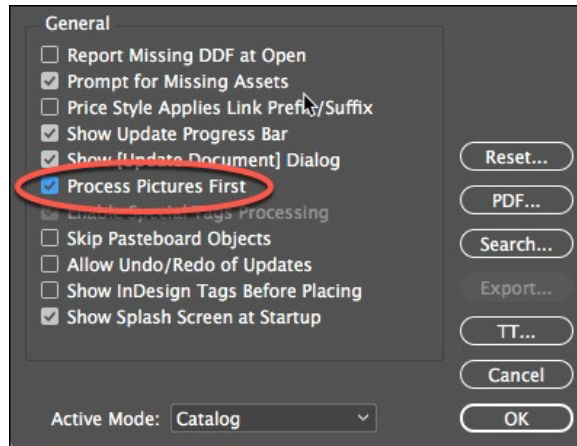 General
Report Missing DDF at Open
Prompt for Missing Assets
Price Style Applies Link Prefix/Suffix
Show Update Progress Bar
Show [Update Document] Dialog
Process Pictures First
Enable Special Tags Processing
Skip Pasteboard Objects
Allow Undo/Redo of Updates
Show InDesign Tags Before Placing
Show Splash Screen at Startup
Reset...
PDF...
Search...
Export...
TT...
Cancel
Active Mode: Catalog
OK